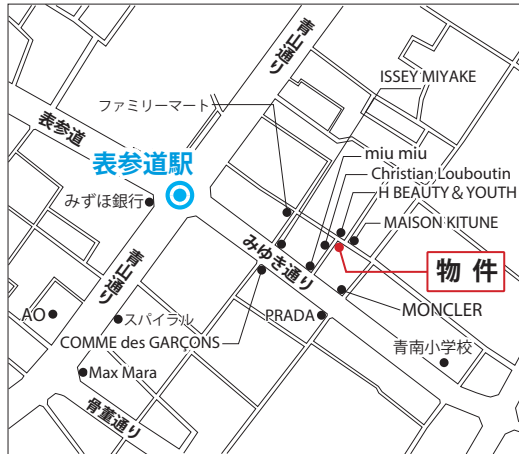 青山通り
ISSEY MIYAKE
ファミリーマート
表参道
miu miu
表参道駅
Christian Louboutin
H BEAUTY & YOUTH
みずほ銀行
MAISON KITUNE
みゆき通り
物 件
青山通り
MONCLER
AO
スパイラル
PRADA
COMME des GARÇONS
青南小学校
Max Mara
骨董通り